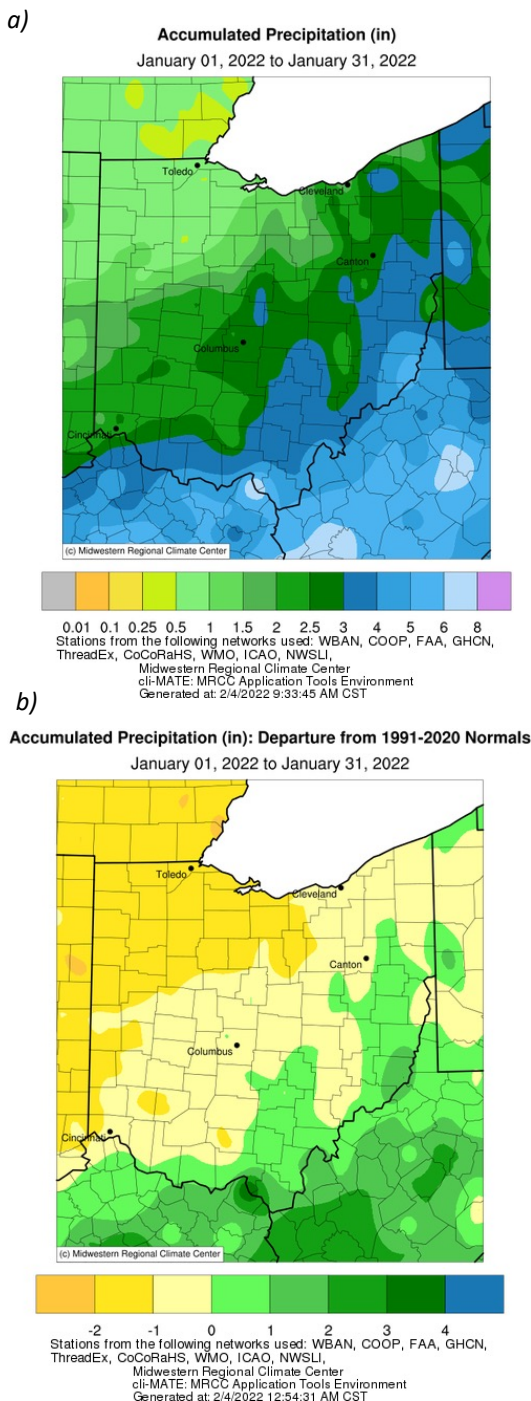 a)
Accumulated Precipitation (in)
January 01, 2022 to January 31, 2022
Toledo
Cleveland
Canton
Columbus
Cincinnati
(c) Midwestern Regional Climate Center
0.01 0.1 0.25 0.5 1 1.5 2 2.5 3 4 5 6 8
Stations from the following networks used: WBAN, COOP, FAA, GHCN,
ThreadEx, CoCoRaHS, WMO, ICAO, NWSLI,
Midwestern Regional Climate Center
cli-MATE: MRCC Application Tools Environment
Generated at: 2/4/2022 9:33:45 AM CST
b)
Accumulated Precipitation (in): Departure from 1991-2020 Normals
January 01, 2022 to January 31, 2022
Toledo
Cleveland
Canton
Columbus
Cincinnati
(c) Midwestern Regional Climate Center
-2 -1 0 1 2 3 4
Stations from the following networks used: WBAN, COOP, FAA, GHCN,
ThreadEx, CoCoRaHS, WMO, ICAO, NWSLI,
Midwestern Regional Climate Center
cli-MATE: MRCC Application Tools Environment
Generated at: 2/4/2022 12:54:31 AM CST